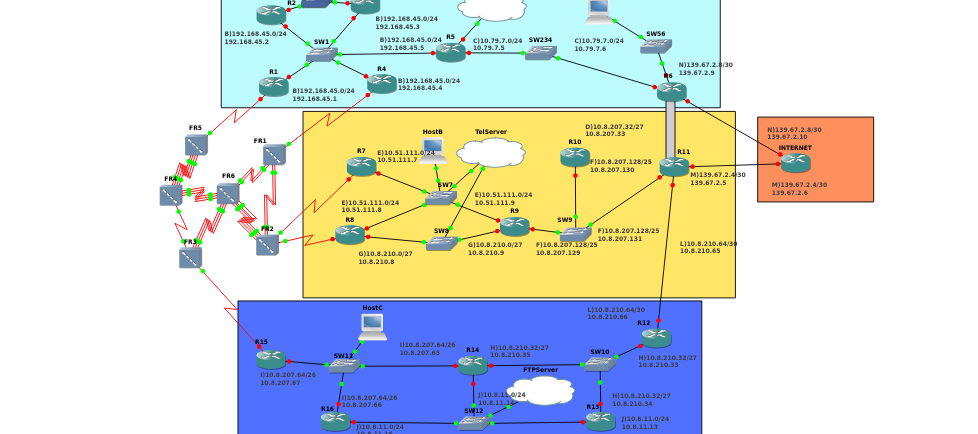 R2
B)192.168.45.0/24
192.168.45.3
B)192.168.45.0/24
192.168.45.2
SW1
B)192.168.45.0/24
192.168.45.5
R5
C)10.79.7.0/24
10.79.7.5
SW234
C)10.79.7.0/24
10.79.7.6
SW56
N)139.67.2.8/30
139.67.2.9
R6
R1
B)192.168.45.0/24
192.168.45.1
R4
B)192.168.45.0/24
192.168.45.4
FR5
FR1
FR4
FR6
FR3
FR2
R7
E)10.51.111.0/24
10.51.111.7
HostB
TelServer
SW7
E)10.51.111.0/24
10.51.111.9
E)10.51.111.0/24
10.51.111.8
R8
SW8
R9
G)10.8.210.0/27
10.8.210.8
G)10.8.210.0/27
10.8.210.9
D)10.8.207.32/27
10.8.207.33
R10
F)10.8.207.128/25
10.8.207.130
SW9
F)10.8.207.128/25
10.8.207.131
F)10.8.207.128/25
10.8.207.129
R11
M)139.67.2.4/30
139.67.2.5
N)139.67.2.8/30
139.67.2.10
INTERNET
M)139.67.2.4/30
139.67.2.6
L)10.8.210.64/30
10.8.210.65
L)10.8.210.64/30
10.8.210.66
R12
H)10.8.210.32/27
10.8.210.33
HostC
R15
I)10.8.207.64/26
10.8.207.67
I)10.8.207.64/26
10.8.207.65
R14
H)10.8.210.32/27
10.8.210.35
SW10
FTPServer
I)10.8.207.64/26
10.8.207.66
R16
J)10.8.11.0/24
J)10.8.11.0/24
SW12
H)10.8.210.32/27
10.8.210.34
J)10.8.11.0/24
10.8.11.13